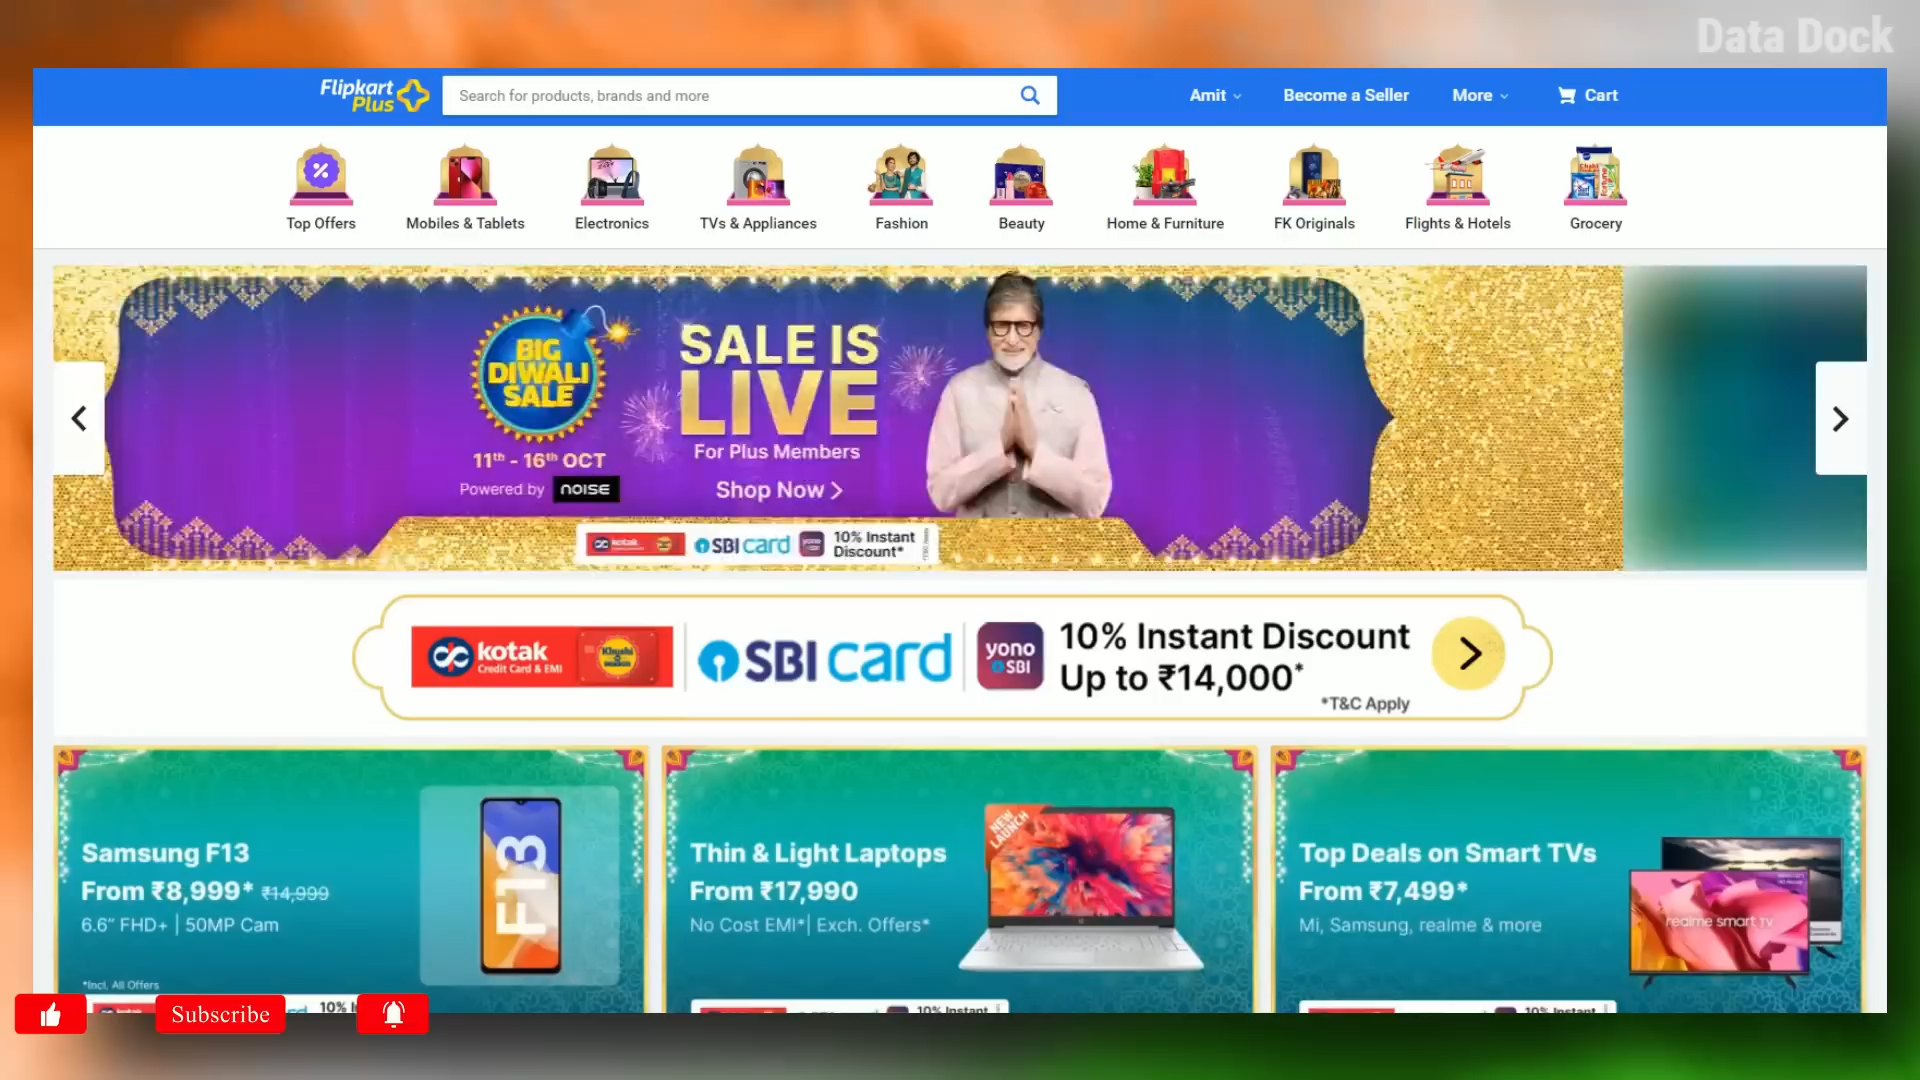 Data Dock
Flipkart
Plus
Search for products, brands and more
Amit
Become a Seller
More
Cart
Top Offers
Mobiles & Tablets
Electronics
TVs & Appliances
Fashion
Beauty
Home & Furniture
FK Originals
Flights & Hotels
Grocery
BIG
DIWALI
SALE
11th - 16th OCT
Powered by NOISE
SALE IS
LIVE
For Plus Members
Shop Now
kotak
SBI card
yono
10% Instant
Discount*
kotak
Credit Card & EMI
SBI card
yono
SBI
10% Instant Discount
Up to ₹14,000*
*T&C Apply
Samsung F13
From ₹8,999* ₹14,999
6.6” FHD+ | 50MP Cam
*Incl. All Offers
F13
Thin & Light Laptops
From ₹17,990
No Cost EMI*| Exch. Offers*
NEW
LAUNCH
Top Deals on Smart TVs
From ₹7,499*
Mi, Samsung, realme & more
realme smart TV
Subscribe
10% Instant
10% Instant